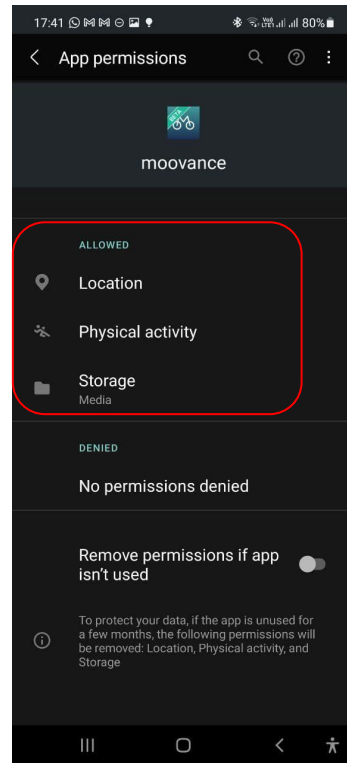 17:41 80%
App permissions
BETA
moovance
ALLOWED
Location
Physical activity
Storage
Media
DENIED
No permissions denied
Remove permissions if app
isn't used
To protect your data, if the app is unused for
a few months, the following permissions will
be removed: Location, Physical activity, and
Storage